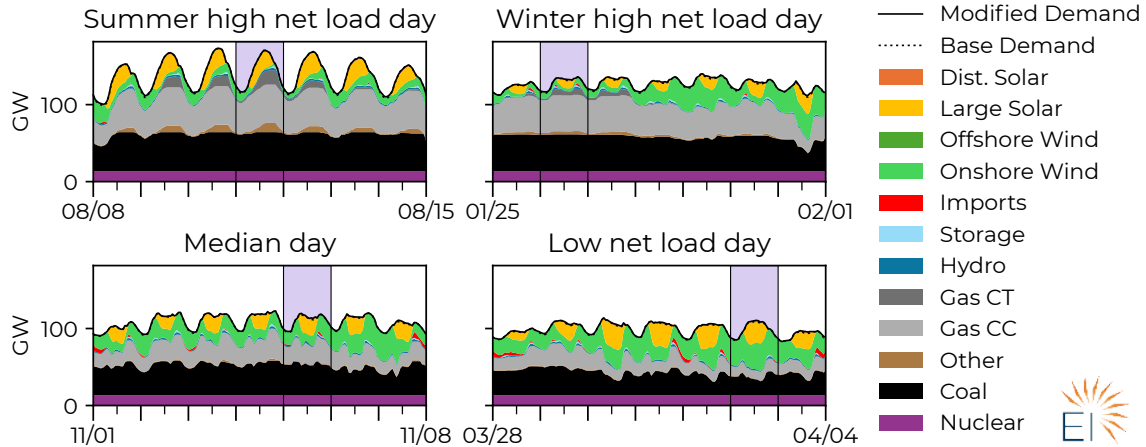 Summer high net load day
Winter high net load day
GW
100
0
08/08
08/15
01/25
02/01
Median day
Low net load day
GW
100
0
11/01
11/08
03/28
04/04
Modified Demand
Base Demand
Dist. Solar
Large Solar
Offshore Wind
Onshore Wind
Imports
Storage
Hydro
Gas CT
Gas CC
Other
Coal
Nuclear
EI